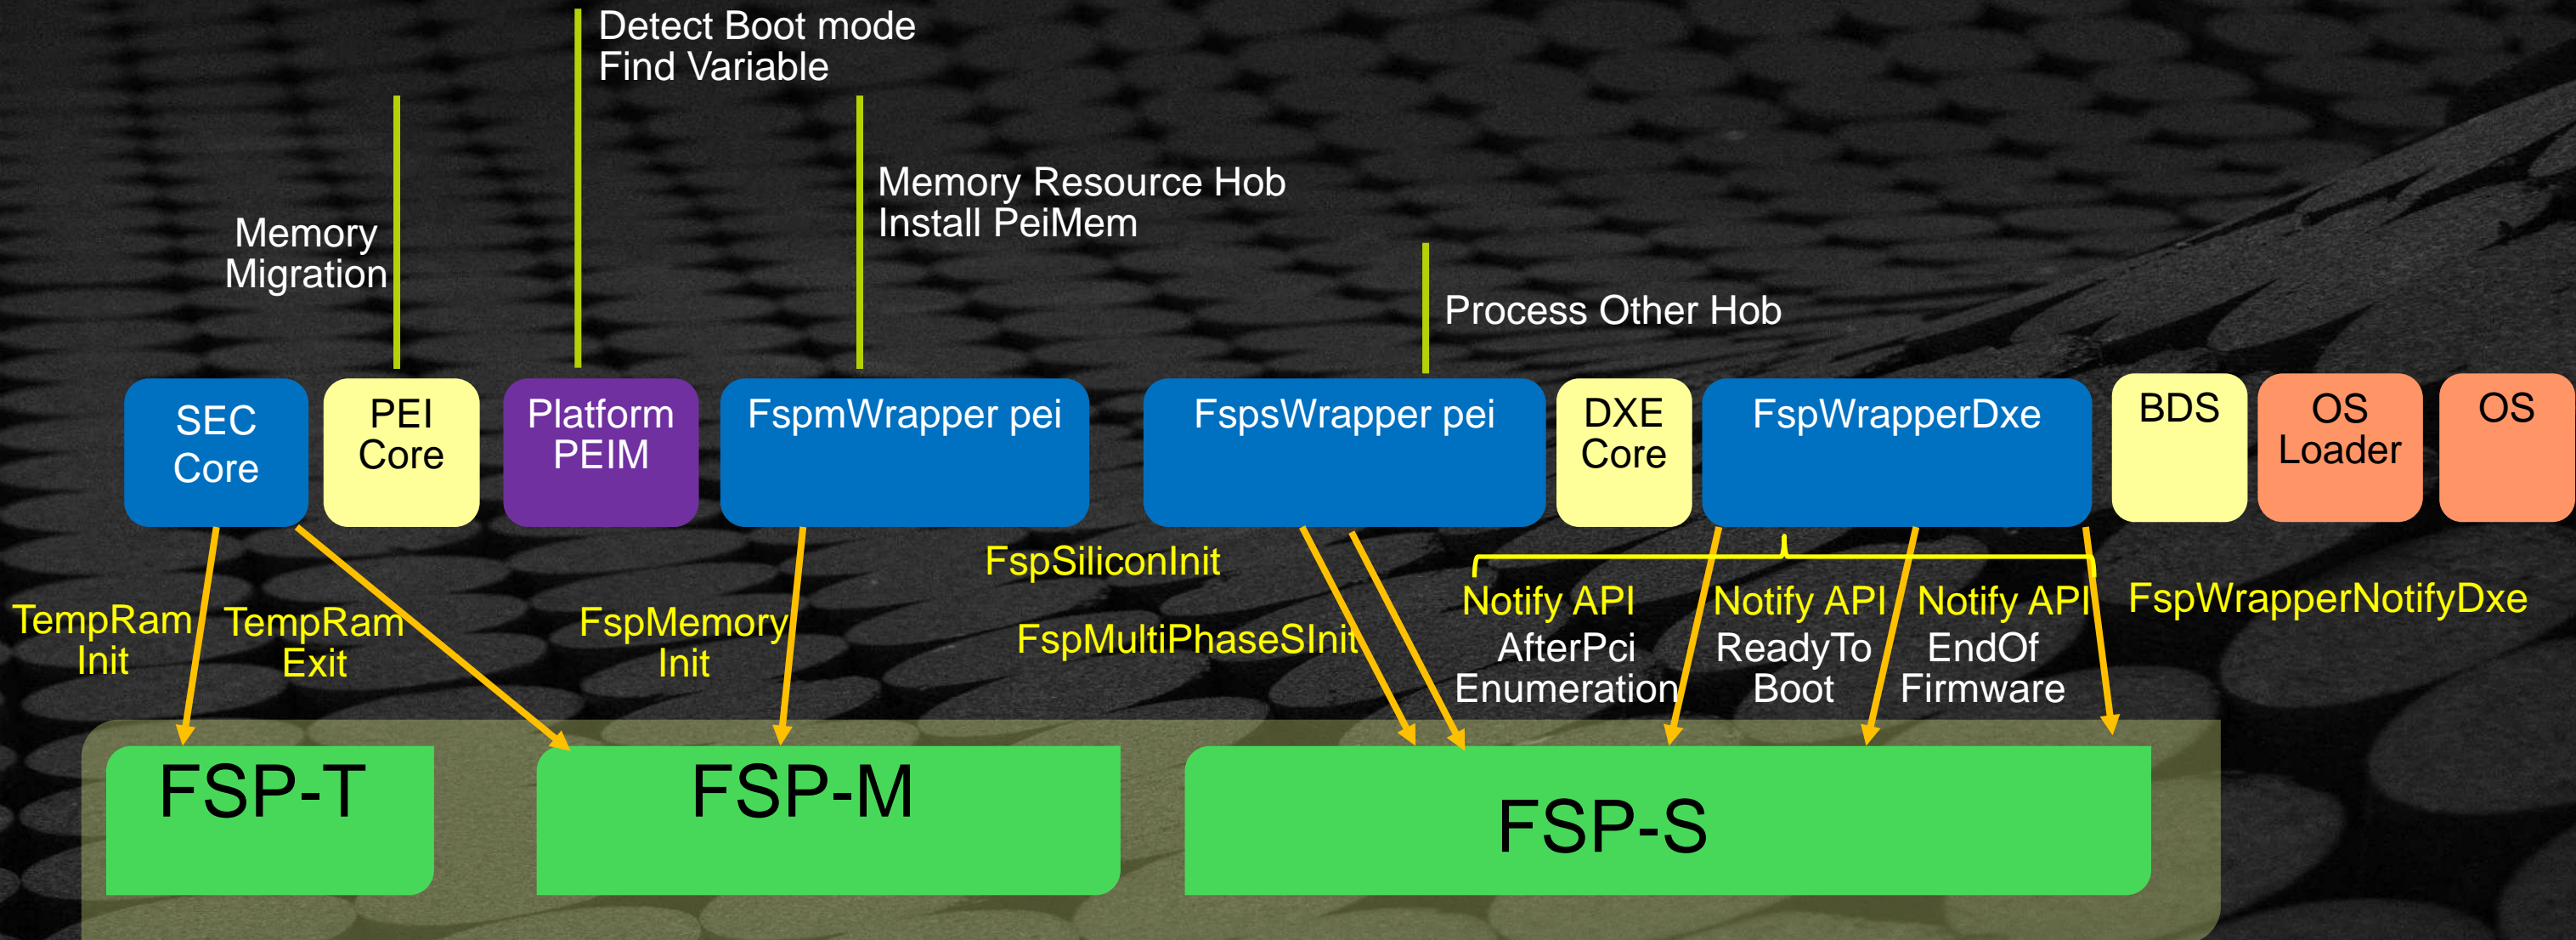 Detect Boot mode
Find Variable
Memory Resource Hob
Install PeiMem
Memory
Migration
Process Other Hob
SEC
Core
PEI
Core
Platform
PEIM
FspmWrapper pei
FspsWrapper pei
DXE
Core
FspWrapperDxe
BDS
OS
Loader
OS
TempRam
Init
TempRam
Exit
FspMemory
Init
FspSiliconInit
FspMultiPhaseSInit
Notify API
AfterPci
Enumeration
Notify API
ReadyTo
Boot
Notify API
EndOf
Firmware
FspWrapperNotifyDxe
FSP-T
FSP-M
FSP-S